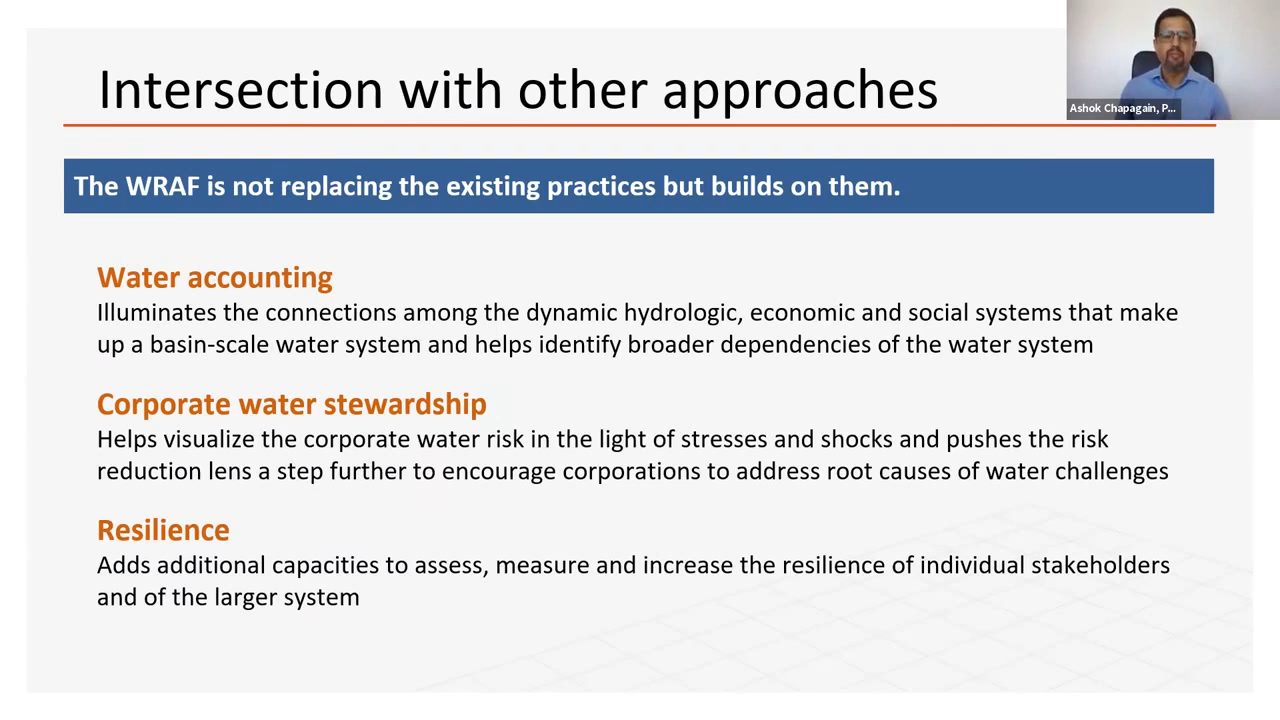 Intersection with other approaches
Ashok Chapagain, P...
The WRAF is not replacing the existing practices but builds on them.
Water accounting
Illuminates the connections among the dynamic hydrologic, economic and social systems that make
up a basin-scale water system and helps identify broader dependencies of the water system
Corporate water stewardship
Helps visualize the corporate water risk in the light of stresses and shocks and pushes the risk
reduction lens a step further to encourage corporations to address root causes of water challenges
Resilience
Adds additional capacities to assess, measure and increase the resilience of individual stakeholders
and of the larger system